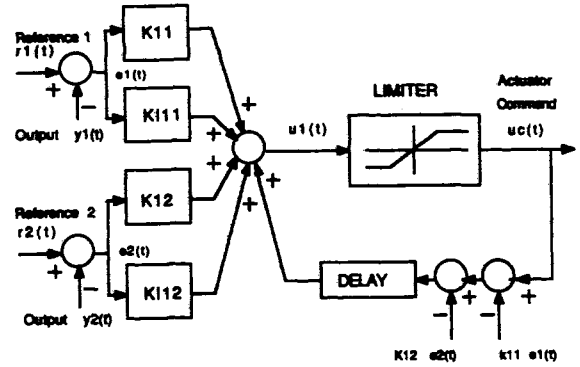 Reference 1
r1(t)
+
−
e1(t)
Output y1(t)
K11
KI11
Reference 2
r2(t)
+
−
e2(t)
Output y2(t)
K12
KI12
+
+
+
+
+
u1(t)
LIMITER
Actuator
Command
uc(t)
DELAY
+
+
−
−
K12 e2(t)
k11 e1(t)